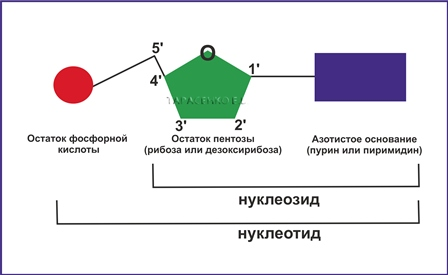 5'
O
4'
1'
3'
2'
Остаток фосфорной
кислоты
Остаток пентозы
(рибоза или дезоксирибоза)
Азотистое основание
(пурин или пиримидин)
нуклеозид
нуклеотид